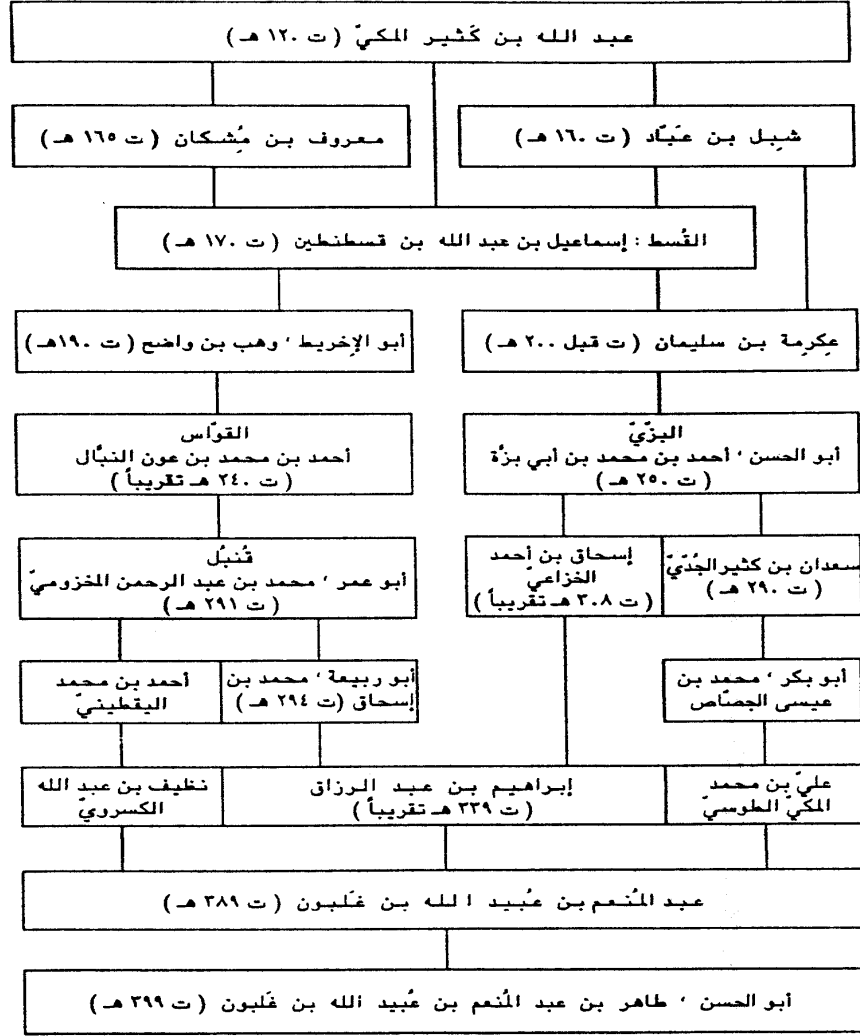 عبد الله بن كَثير المكيّ ( ت ١٢٠ هـ )
شِبل بن عَبّاد ( ت ١٦٠ هـ )
معروف بن مُِشكان ( ت ١٦٥ هـ )
القُسط : إسماعيل بن عبد الله بن قسطنطين ( ت ١٧٠ هـ )
عِكرِمة بن سليمان ( ت قبل ٢٠٠ هـ )
أبو الإخريط ، وهب بن واضح ( ت ١٩٠ هـ )
البزّيّ
أبو الحسن ، أحمد بن محمد بن أبي بزّة
( ت ٢٥٠ هـ )
القوّاس
أحمد بن محمد بن عون النبّال
( ت ٢٤٠ هـ تقريباً )
سعدان بن كثير الجُدّيّ
( ت ٢٩٠ هـ )
إسحاق بن أحمد
الخزاعيّ
( ت ٣٠٨ هـ تقريباً )
قُنبُل
أبو عمر ، محمد بن عبد الرحمن المخزوميّ
( ت ٢٩١ هـ )
أبو بكر ، محمد بن
عيسى الجصّاص
أبو ربيعة ، محمد بن
إسحاق ( ت ٢٩٤ هـ )
أحمد بن محمد
اليقطينيّ
عليّ بن محمد
المكيّ الطوسيّ
إبراهيم بن عبد الرزاق
( ت ٣٣٩ هـ تقريباً )
نظيف بن عبد الله
الكسرويّ
عبد المُنعم بن عُبيد الله بن غَلبون ( ت ٣٨٩ هـ )
أبو الحسن ، طاهر بن عبد المُنعم بن عُبيد الله بن غَلبون ( ت ٣٩٩ هـ )